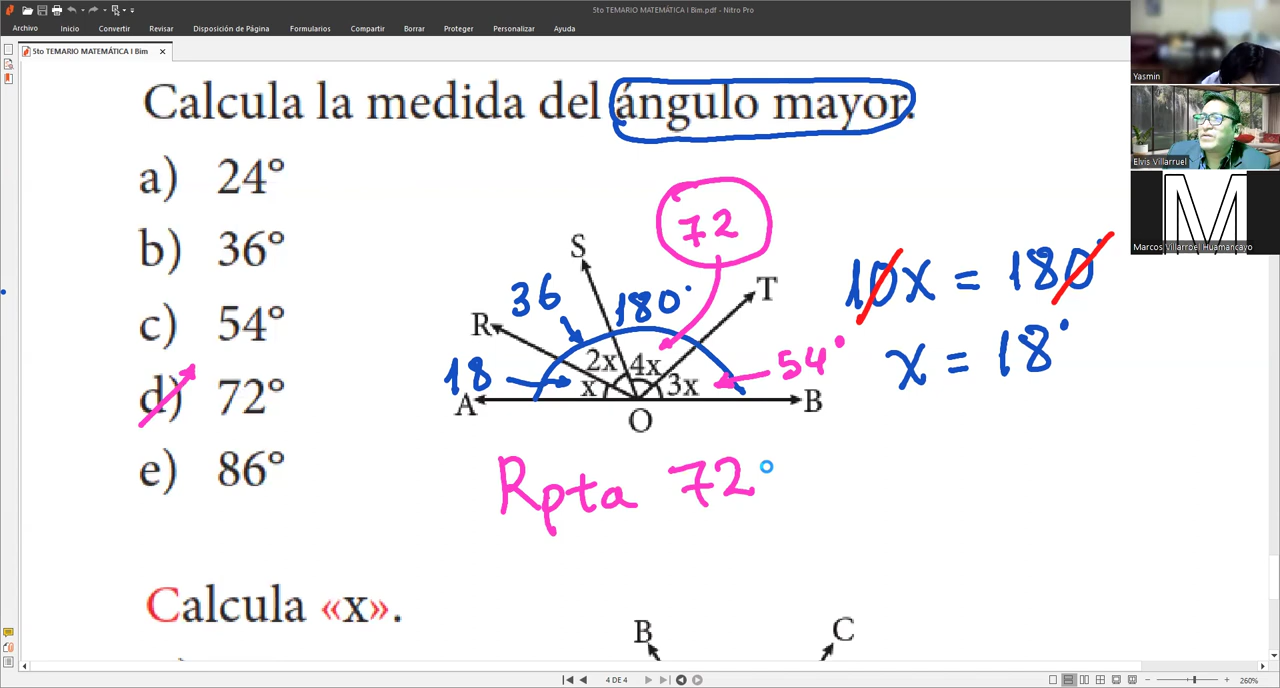 5to TEMARIO MATEMÁTICA I Bim.pdf - Nitro Pro
Archivo Inicio Convertir Revisar Disposición de Página Formularios Compartir Borrar Proteger Personalizar Ayuda
5to TEMARIO MATEMÁTICA I Bim
Calcula la medida del ángulo mayor.
a) 24°
b) 36°
c) 54°
d) 72°
e) 86°
72
S
36
180°
T
R
2x
4x
54°
18
x
3x
A
B
O
10x = 180°
x = 18°
Rpta 72°
Calcula «x».
B
C
4 DE 4
260%
Yasmin
Elvis Villarruel
M
Marcos Villarroel Huamancayo